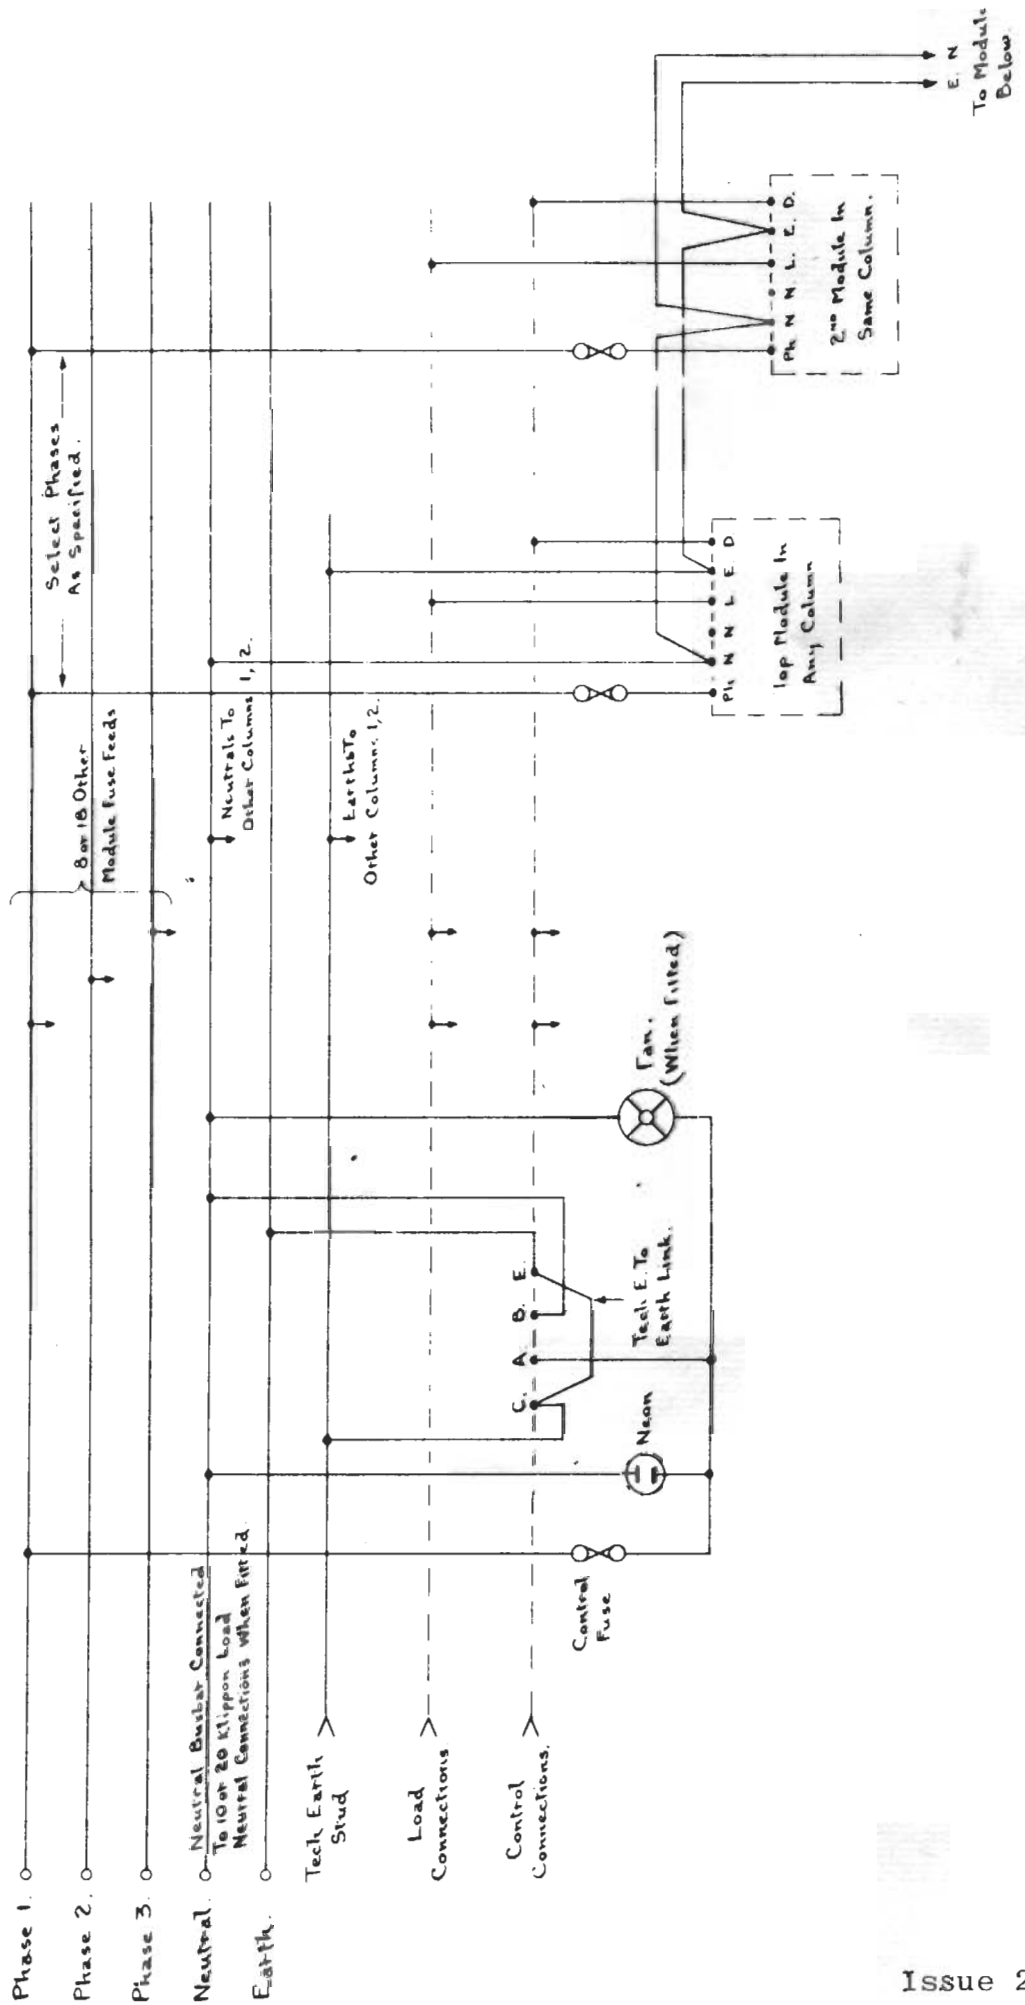 Phase 1.
Phase 2.
Phase 3.
Neutral.
Earth.
Neutral Busbar Connected
To 10 or 20 Klippon Load
Neutral Connections When Fitted.
Tech Earth
Stud
Load
Connections
Control
Connections.
Control
Fuse
Neon
C. A. B. E.
Tech E. To
Earth Link.
Fan.
(When Fitted)
8 or 18 Other
Module Fuse Feeds
Neutrals To
Other Columns 1, 2.
Earths To
Other Columns 1, 2.
Select Phases
As Specified.
Ph N N L E D
Top Module In
Any Column
Ph N N. L. E. D.
2ND Module In
Same Column.
E. N
To Module
Below.
Issue 2